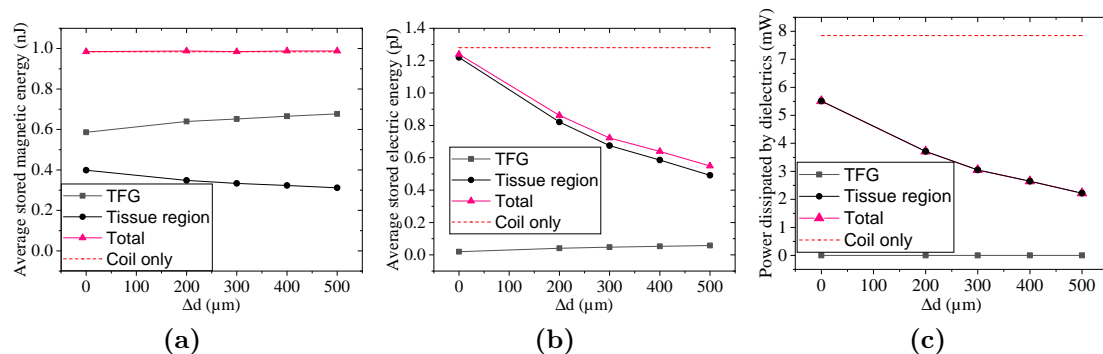 Average stored magnetic energy (nJ)
1.0
0.8
0.6
0.4
0.2
0.0
TFG
Tissue region
Total
Coil only
0 100 200 300 400 500
Δd (µm)
(a)
Average stored electric energy (pJ)
1.4
1.2
1.0
0.8
0.6
0.4
0.2
0.0
TFG
Tissue region
Total
Coil only
0 100 200 300 400 500
Δd (µm)
(b)
Power dissipated by dielectrics (mW)
8
7
6
5
4
3
2
1
0
TFG
Tissue region
Total
Coil only
0 100 200 300 400 500
Δd (µm)
(c)